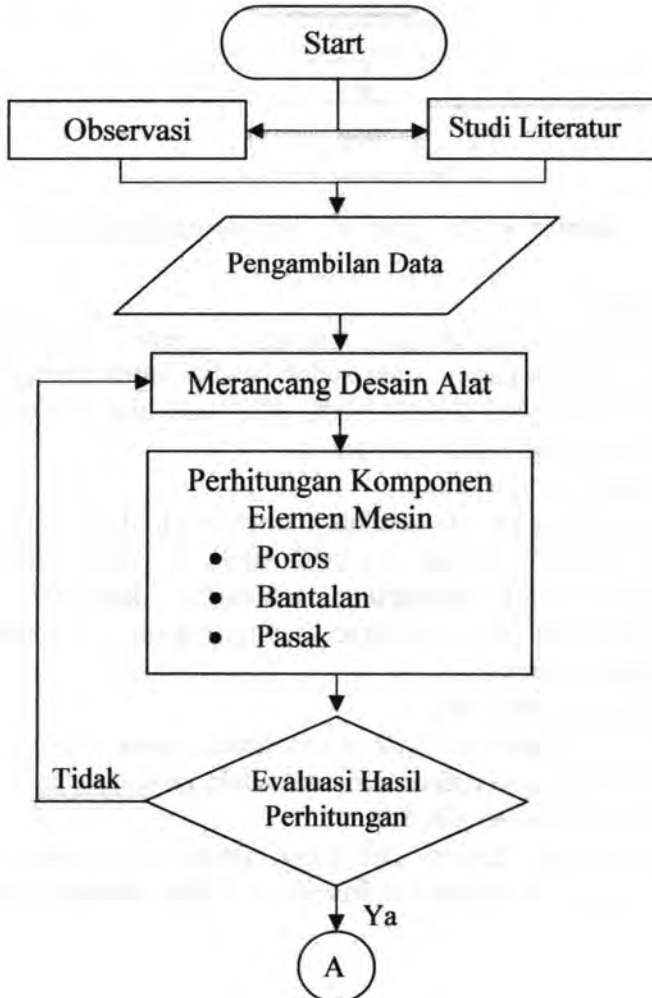 Start
Observasi
Studi Literatur
Pengambilan Data
Merancang Desain Alat
Perhitungan Komponen
Elemen Mesin
• Poros
• Bantalan
• Pasak
Tidak
Evaluasi Hasil
Perhitungan
Ya
A